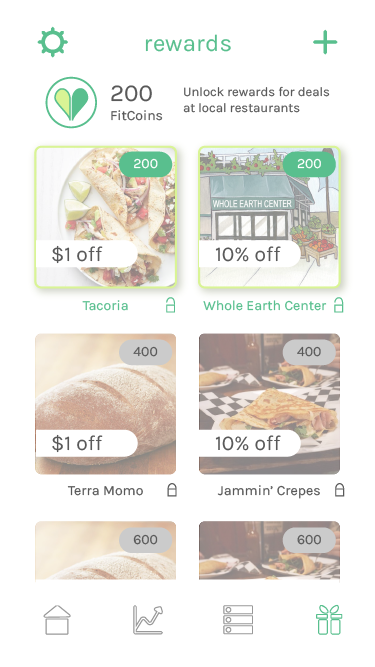 rewards
200
FitCoins
Unlock rewards for deals
at local restaurants
200
$1 off
Tacoria
200
WHOLE EARTH CENTER
10% off
Whole Earth Center
400
$1 off
Terra Momo
400
10% off
Jammin' Crepes
600
600